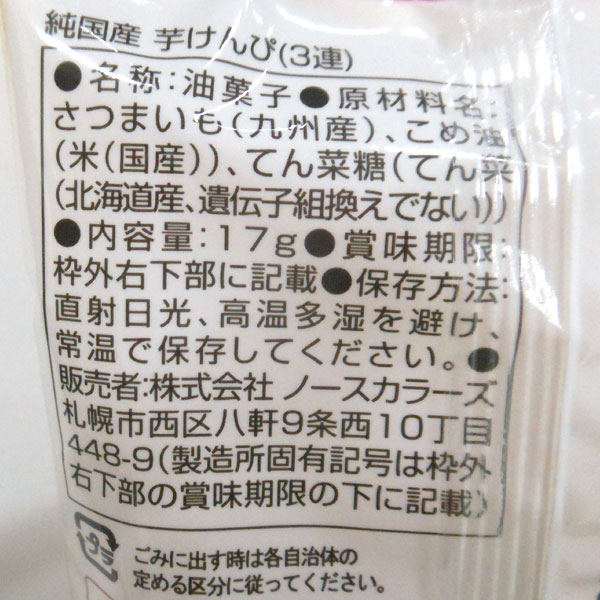 純国産 芋けんぴ(3連)
●名称:油菓子●原材料名:
さつまいも(九州産)、こめ油
(米(国産))、てん菜糖(てん菜
(北海道産、遺伝子組換えでない))
●内容量:17g●賞味期限:
枠外右下部に記載●保存方法:
直射日光、高温多湿を避け、
常温で保存してください。●
販売者:株式会社 ノースカラーズ
札幌市西区八軒9条西10丁目
448-9(製造所固有記号は枠外
右下部の賞味期限の下に記載)
プラ
ごみに出す時は各自治体の
定める区分に従ってください。